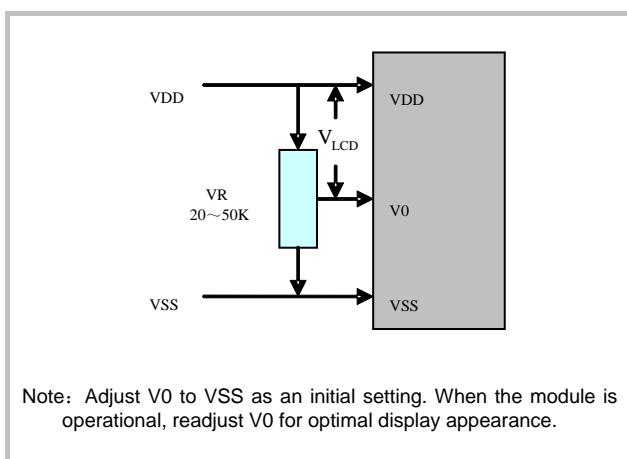 VDD
VDD
V_LCD
VR
20～50K
V0
VSS
VSS
Note：Adjust V0 to VSS as an initial setting. When the module is
operational, readjust V0 for optimal display appearance.